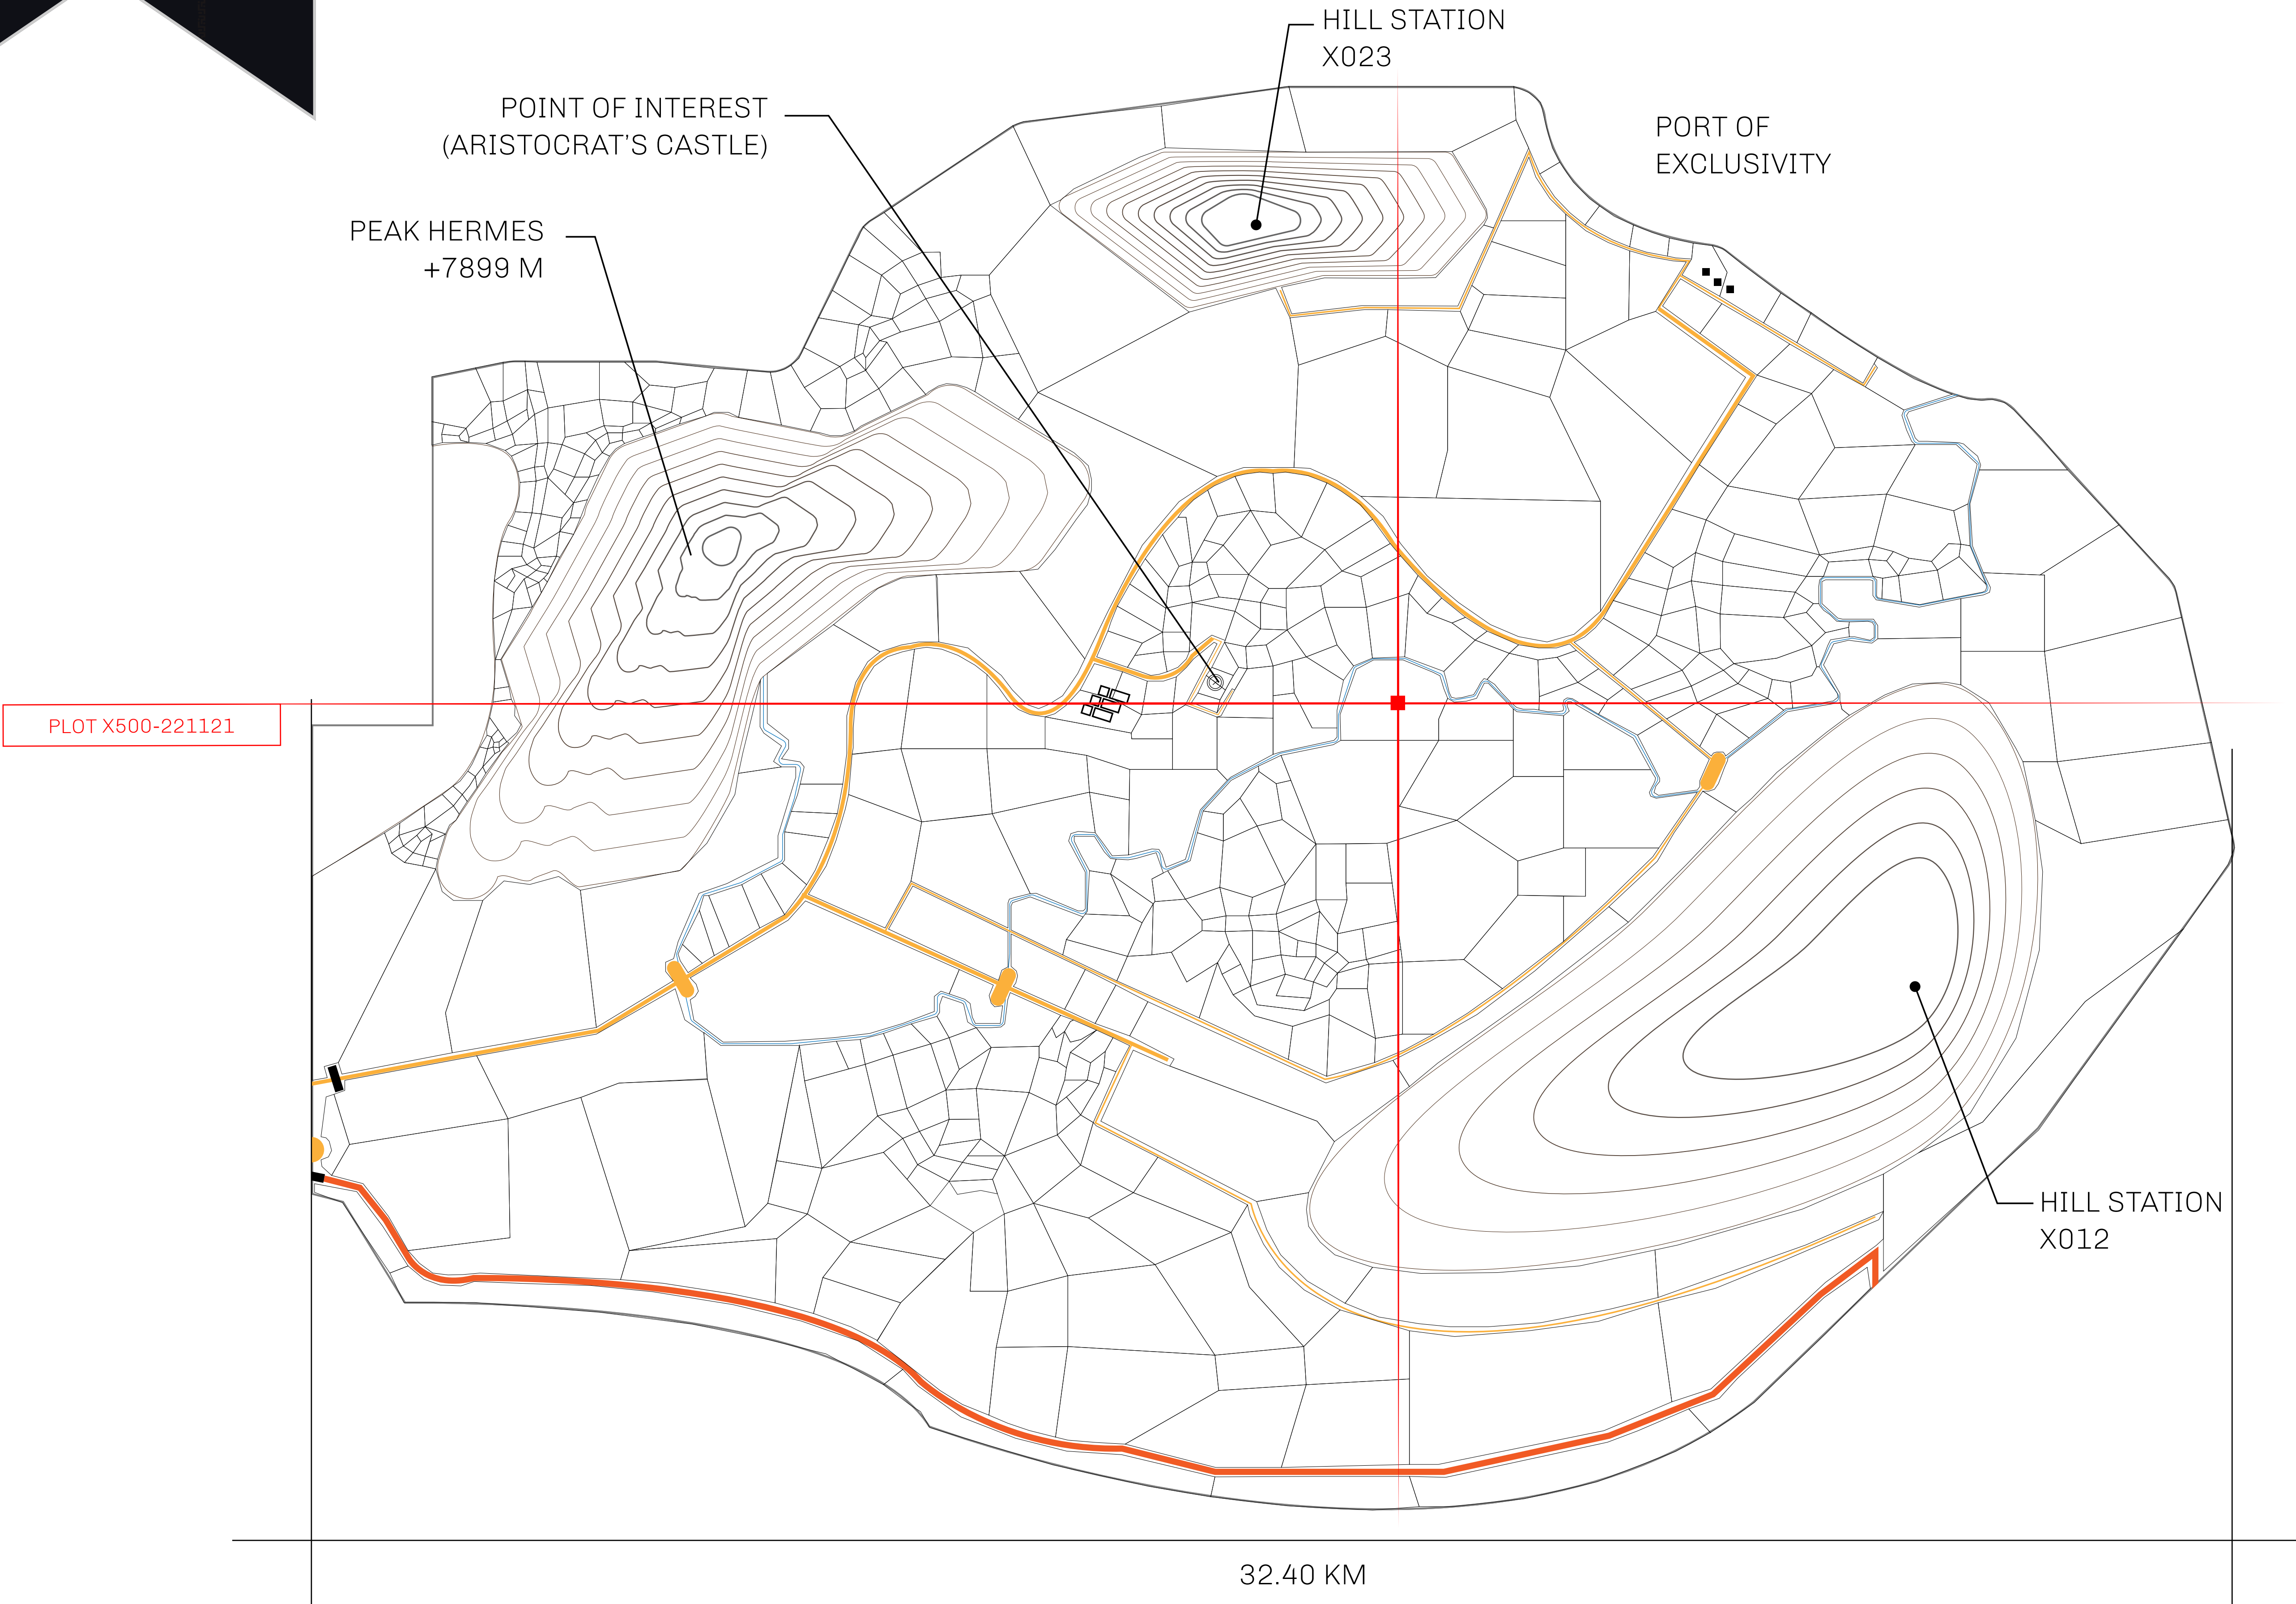 HILL STATION
X023
POINT OF INTEREST
(ARISTOCRAT'S CASTLE)
PORT OF
EXCLUSIVITY
PEAK HERMES
+7899 M
PLOT X500-221121
HILL STATION
X012
32.40 KM